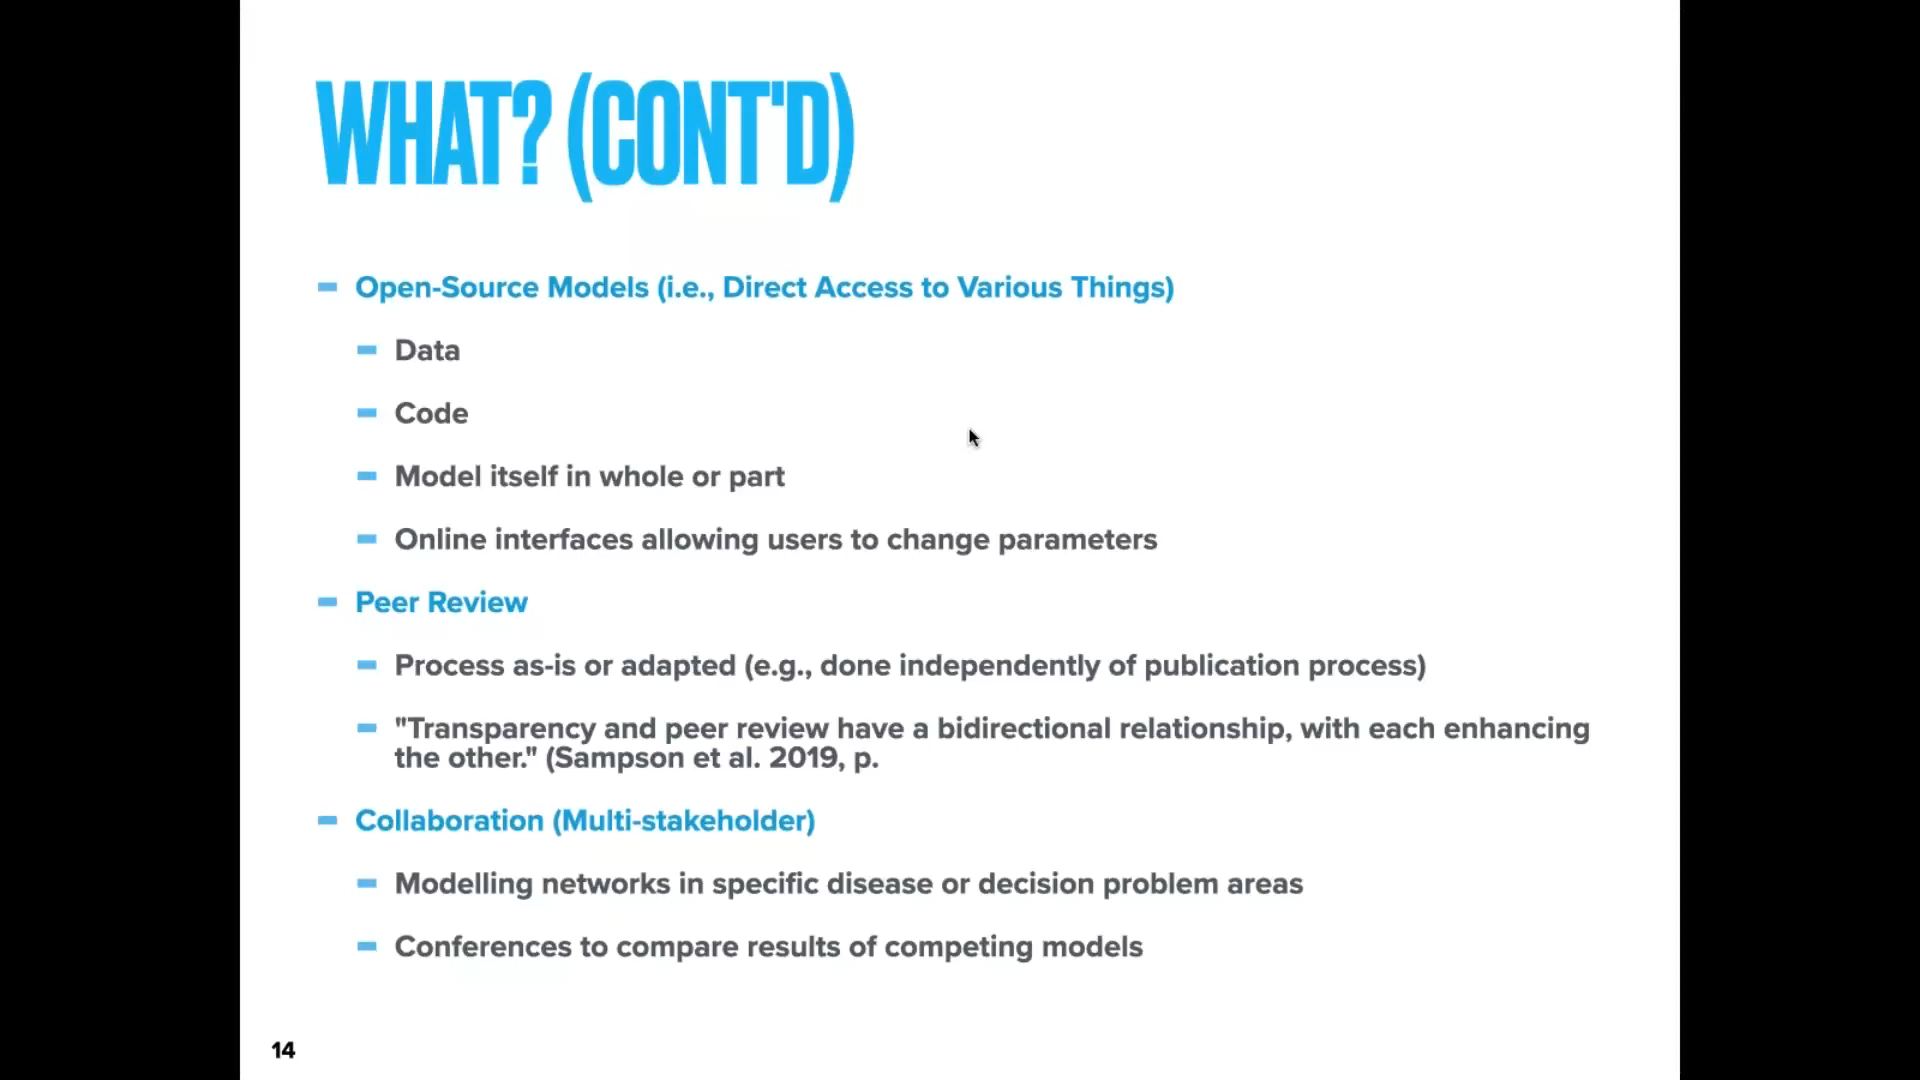 WHAT? (CONT'D)
Open-Source Models (i.e., Direct Access to Various Things)
Data
Code
Model itself in whole or part
Online interfaces allowing users to change parameters
Peer Review
Process as-is or adapted (e.g., done independently of publication process)
"Transparency and peer review have a bidirectional relationship, with each enhancing
the other." (Sampson et al. 2019, p.
Collaboration (Multi-stakeholder)
Modelling networks in specific disease or decision problem areas
Conferences to compare results of competing models
14